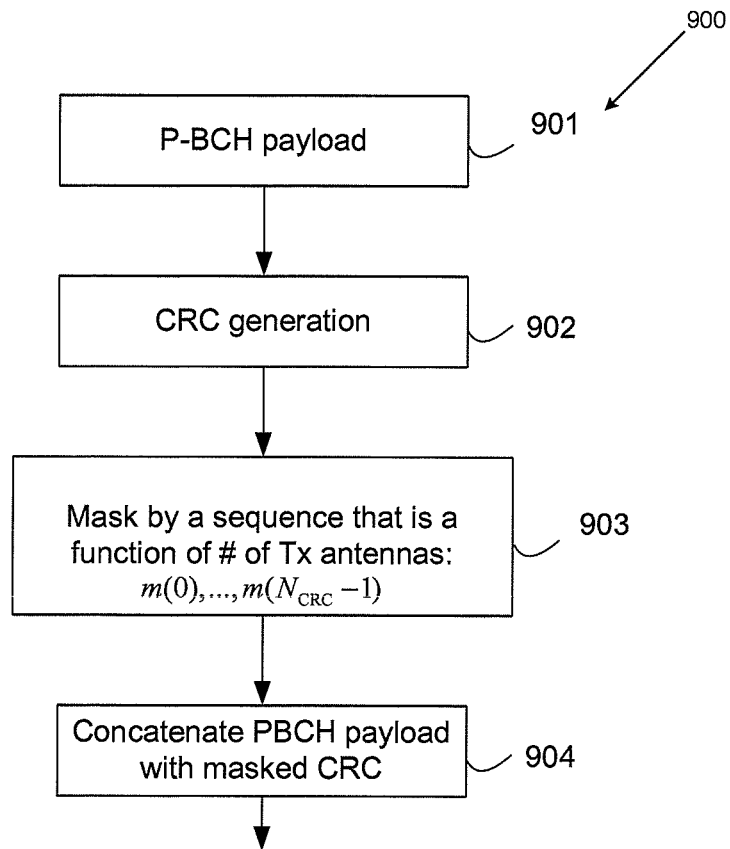 900
P-BCH payload
901
CRC generation
902
Mask by a sequence that is a
function of # of Tx antennas:
m(0),...,m(N_CRC −1)
903
Concatenate PBCH payload
with masked CRC
904